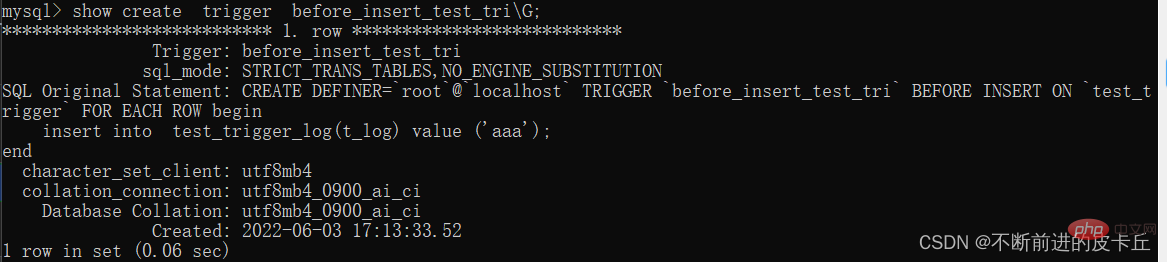 mysql> show create  trigger  before_insert_test_tri\G;
*************************** 1. row ***************************
Trigger: before_insert_test_tri
sql_mode: STRICT_TRANS_TABLES,NO_ENGINE_SUBSTITUTION
SQL Original Statement: CREATE DEFINER=`root`@`localhost` TRIGGER `before_insert_test_tri` BEFORE INSERT ON `test_t
rigger` FOR EACH ROW begin
insert into  test_trigger_log(t_log) value ('aaa');
end
character_set_client: utf8mb4
collation_connection: utf8mb4_0900_ai_ci
Database Collation: utf8mb4_0900_ai_ci
Created: 2022-06-03 17:13:33.52
1 row in set (0.06 sec)
php 中文网
CSDN @不断前进的皮卡丘